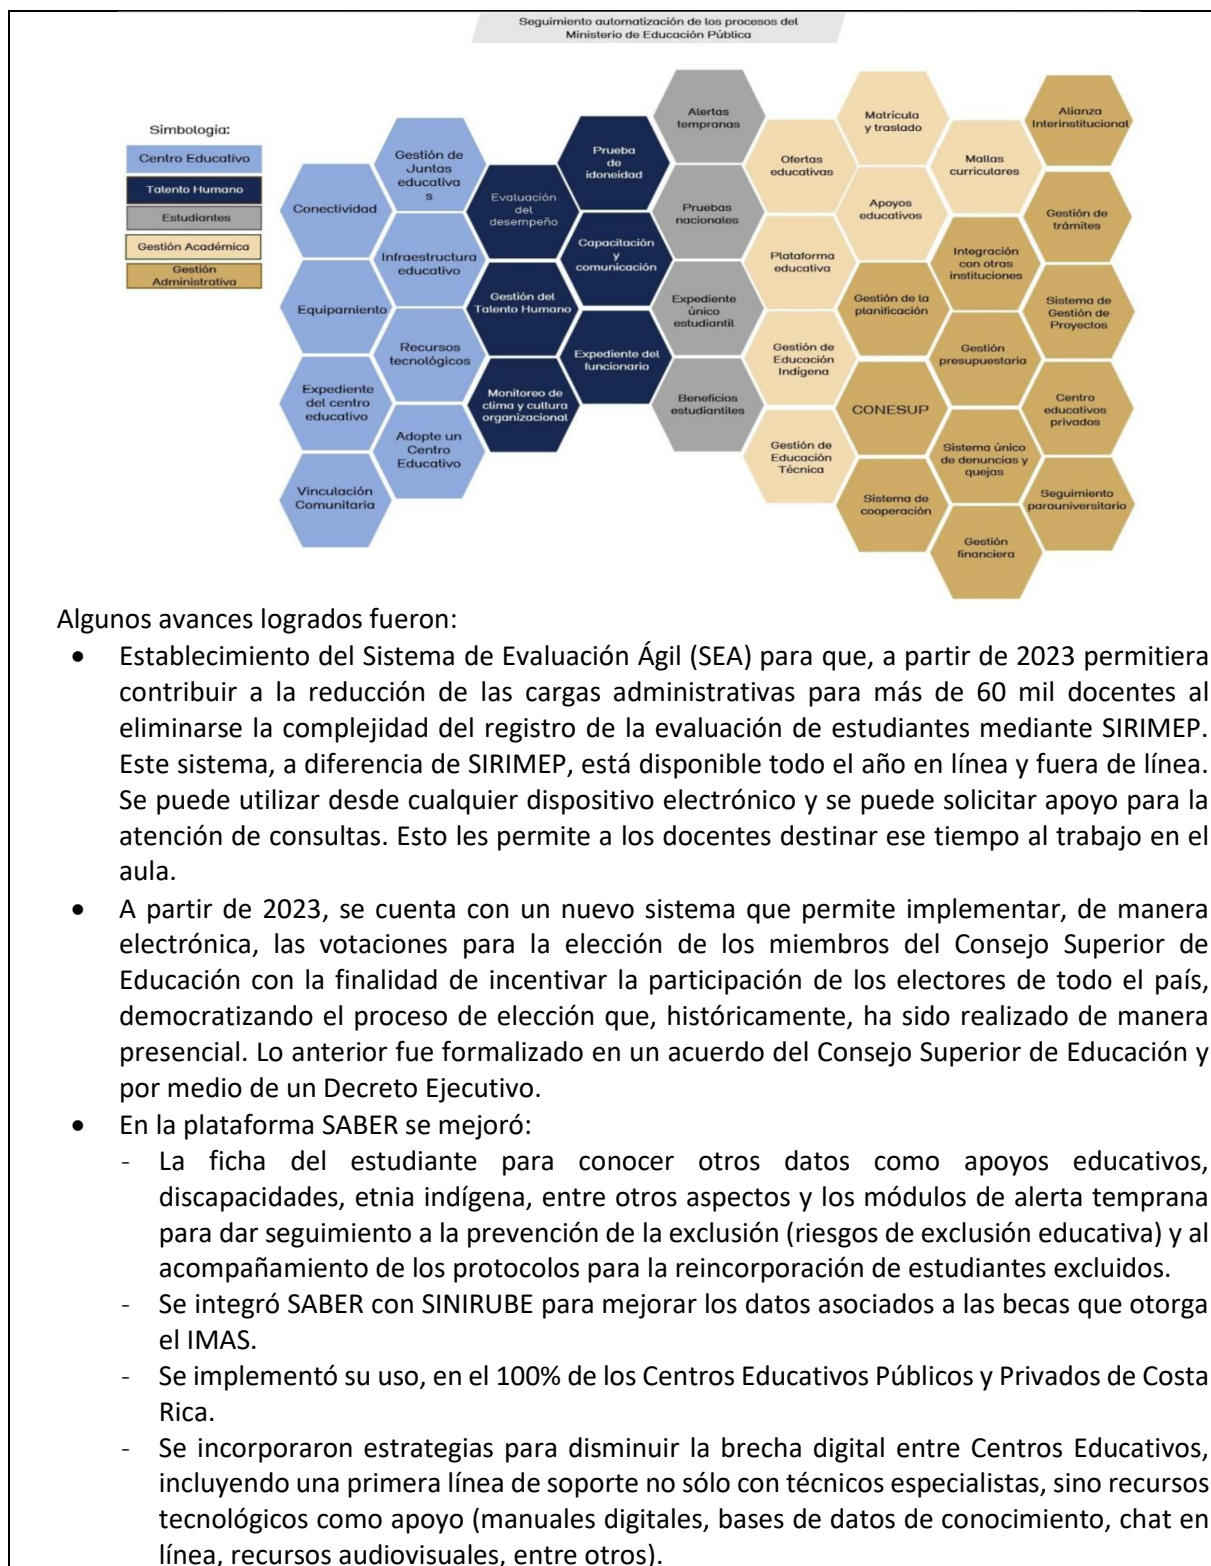 Seguimiento automatización de los procesos del
Ministerio de Educación Pública
Simbología:
Centro Educativo
Talento Humano
Estudiantes
Gestión Académica
Gestión
Administrativa
Conectividad
Equipamiento
Expediente
del centro
educativo
Vinculación
Comunitaria
Gestión de
Juntas
educativa
s
Infraestructura
educativo
Recursos
tecnológicos
Adopte un
Centro
Educativo
Evaluación
del
desempeño
Gestión del
Talento Humano
Monitoreo de
clima y cultura
organizacional
Prueba
de
idoneidad
Capacitación
y
comunicación
Expediente del
funcionario
Alertas
tempranas
Pruebas
nacionales
Expediente
único
estudiantil
Beneficios
estudiantiles
Ofertas
educativas
Plataforma
educativa
Gestión de
Educación
Indígena
Gestión de
Educación
Técnica
Matrícula
y traslado
Apoyos
educativos
Gestión de la
planificación
CONESUP
Sistema de
cooperación
Mallas
curriculares
Integración
con otras
instituciones
Gestión
presupuestaria
Sistema único
de denuncias y
quejas
Gestión
financiera
Alianza
Interinstitucional
Gestión de
trámites
Sistema de
Gestión de
Proyectos
Centro
educativos
privados
Seguimiento
parauniversitario
Algunos avances logrados fueron:
• Establecimiento del Sistema de Evaluación Ágil (SEA) para que, a partir de 2023 permitiera
contribuir a la reducción de las cargas administrativas para más de 60 mil docentes al
eliminarse la complejidad del registro de la evaluación de estudiantes mediante SIRIMEP.
Este sistema, a diferencia de SIRIMEP, está disponible todo el año en línea y fuera de línea.
Se puede utilizar desde cualquier dispositivo electrónico y se puede solicitar apoyo para la
atención de consultas. Esto les permite a los docentes destinar ese tiempo al trabajo en el
aula.
• A partir de 2023, se cuenta con un nuevo sistema que permite implementar, de manera
electrónica, las votaciones para la elección de los miembros del Consejo Superior de
Educación con la finalidad de incentivar la participación de los electores de todo el país,
democratizando el proceso de elección que, históricamente, ha sido realizado de manera
presencial. Lo anterior fue formalizado en un acuerdo del Consejo Superior de Educación y
por medio de un Decreto Ejecutivo.
• En la plataforma SABER se mejoró:
- La ficha del estudiante para conocer otros datos como apoyos educativos,
discapacidades, etnia indígena, entre otros aspectos y los módulos de alerta temprana
para dar seguimiento a la prevención de la exclusión (riesgos de exclusión educativa) y al
acompañamiento de los protocolos para la reincorporación de estudiantes excluidos.
- Se integró SABER con SINIRUBE para mejorar los datos asociados a las becas que otorga
el IMAS.
- Se implementó su uso, en el 100% de los Centros Educativos Públicos y Privados de Costa
Rica.
- Se incorporaron estrategias para disminuir la brecha digital entre Centros Educativos,
incluyendo una primera línea de soporte no sólo con técnicos especialistas, sino recursos
tecnológicos como apoyo (manuales digitales, bases de datos de conocimiento, chat en
línea, recursos audiovisuales, entre otros).